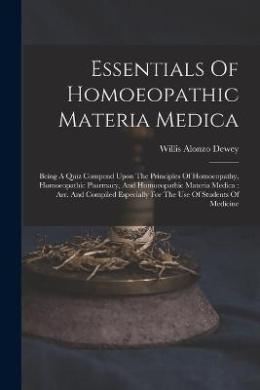 Essentials Of
Homoeopathic
Materia Medica
Willis Alonzo Dewey
Being A Quiz Compend Upon The Principles Of Homoeopathy,
Homoeopathic Pharmacy, And Homoeopathic Materia Medica :
Arr. And Compiled Especially For The Use Of Students Of
Medicine